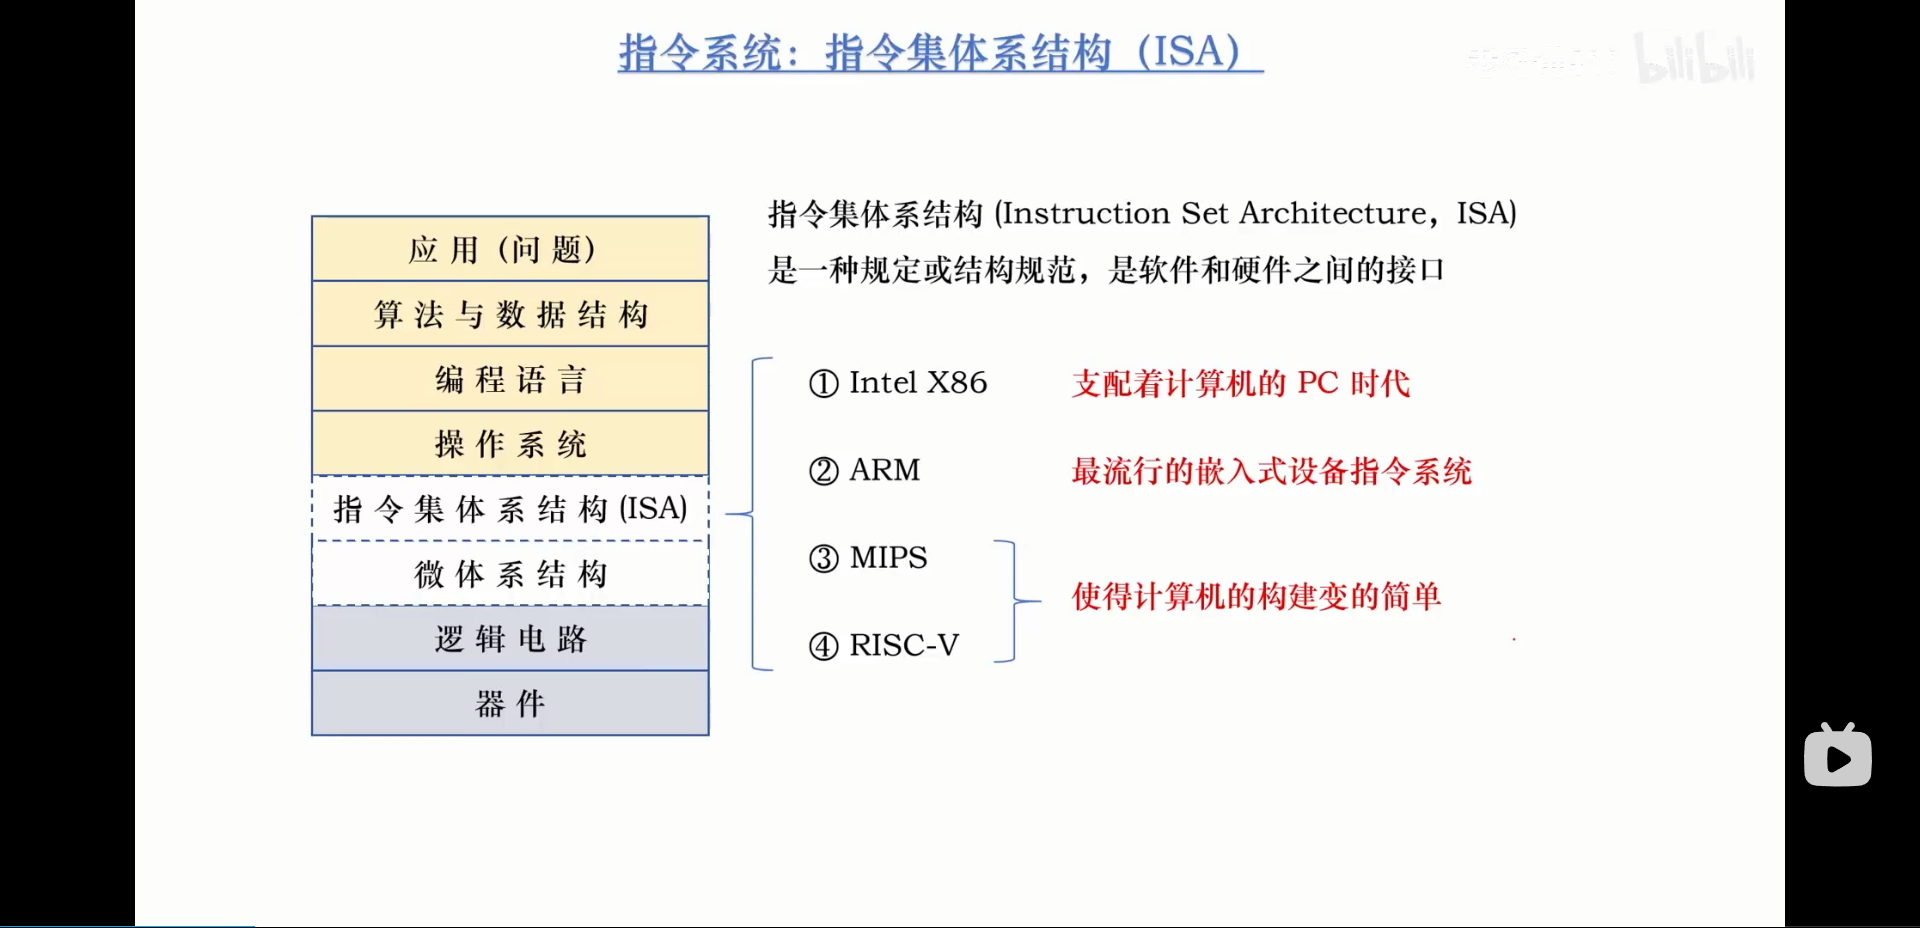 指令系统：指令集体系结构（ISA）
bilibili
指令集体系结构 (Instruction Set Architecture，ISA)
是一种规定或结构规范，是软件和硬件之间的接口
应用（问题）
算法与数据结构
编程语言
操作系统
指令集体系结构(ISA)
微体系结构
逻辑电路
器件
① Intel X86
支配着计算机的 PC 时代
② ARM
最流行的嵌入式设备指令系统
③ MIPS
④ RISC-V
使得计算机的构建变的简单